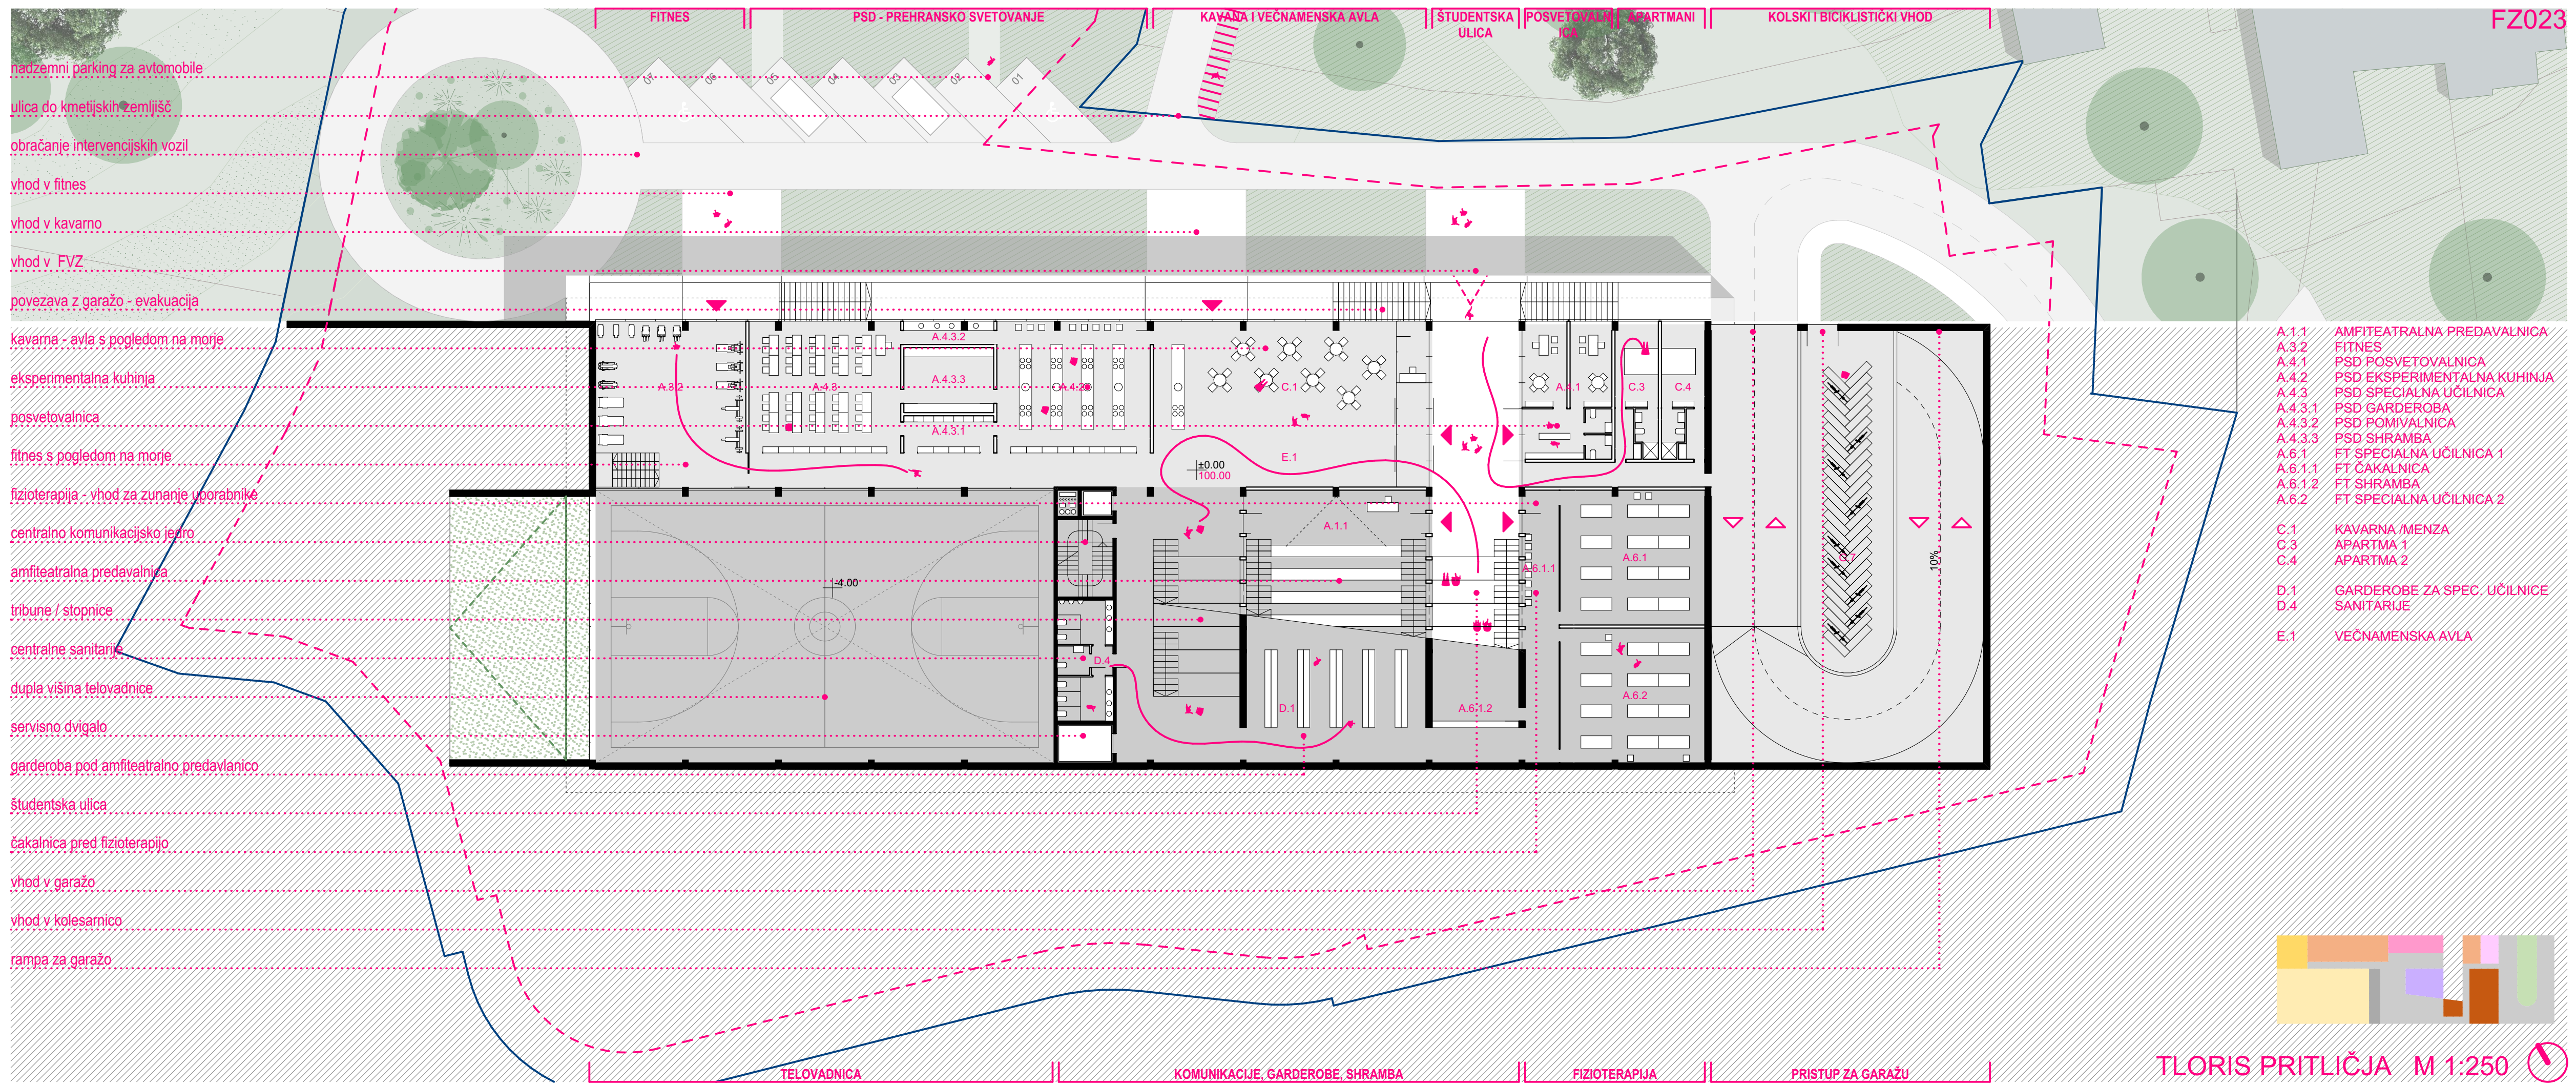 FITNES
PSD - PREHRANSKO SVETOVANJE
KAVANA I VEČNAMENSKA AVLA
ŠTUDENTSKA
ULICA
POSVETOVALN
ICA
APARTMANI
KOLSKI I BICIKLISTIČKI VHOD
FZ023
nadzemni parking za avtomobile
ulica do kmetijskih zemljišč
obračanje intervencijskih vozil
vhod v fitnes
vhod v kavarno
vhod v FVZ
povezava z garažo - evakuacija
kavarna - avla s pogledom na morje
eksperimentalna kuhinja
posvetovalnica
fitnes s pogledom na morje
fizioterapija - vhod za zunanje uporabnike
centralno komunikacijsko jedro
amfiteatralna predavalnica
tribune / stopnice
centralne sanitarije
dupla višina telovadnice
servisno dvigalo
garderoba pod amfiteatralno predavlanico
študentska ulica
čakalnica pred fizioterapijo
vhod v garažo
vhod v kolesarnico
rampa za garažo
07
06
05
04
03
02
01
A.3.2
A.4.3
A.4.3.2
A.4.3.3
A.4.3.1
A.4.2
C.1
E.1
±0.00
100.00
A.4.1
C.3
C.4
-4.00
A.1.1
A.6.1.1
A.6.1
A.6.2
A.6.1.2
D.1
D.4
C.7
10%
A.1.1 AMFITEATRALNA PREDAVALNICA
A.3.2 FITNES
A.4.1 PSD POSVETOVALNICA
A.4.2 PSD EKSPERIMENTALNA KUHINJA
A.4.3 PSD SPECIALNA UČILNICA
A.4.3.1 PSD GARDEROBA
A.4.3.2 PSD POMIVALNICA
A.4.3.3 PSD SHRAMBA
A.6.1 FT SPECIALNA UČILNICA 1
A.6.1.1 FT ČAKALNICA
A.6.1.2 FT SHRAMBA
A.6.2 FT SPECIALNA UČILNICA 2
C.1 KAVARNA /MENZA
C.3 APARTMA 1
C.4 APARTMA 2
D.1 GARDEROBE ZA SPEC. UČILNICE
D.4 SANITARIJE
E.1 VEČNAMENSKA AVLA
TELOVADNICA
KOMUNIKACIJE, GARDEROBE, SHRAMBA
FIZIOTERAPIJA
PRISTUP ZA GARAŽU
TLORIS PRITLIČJA M 1:250